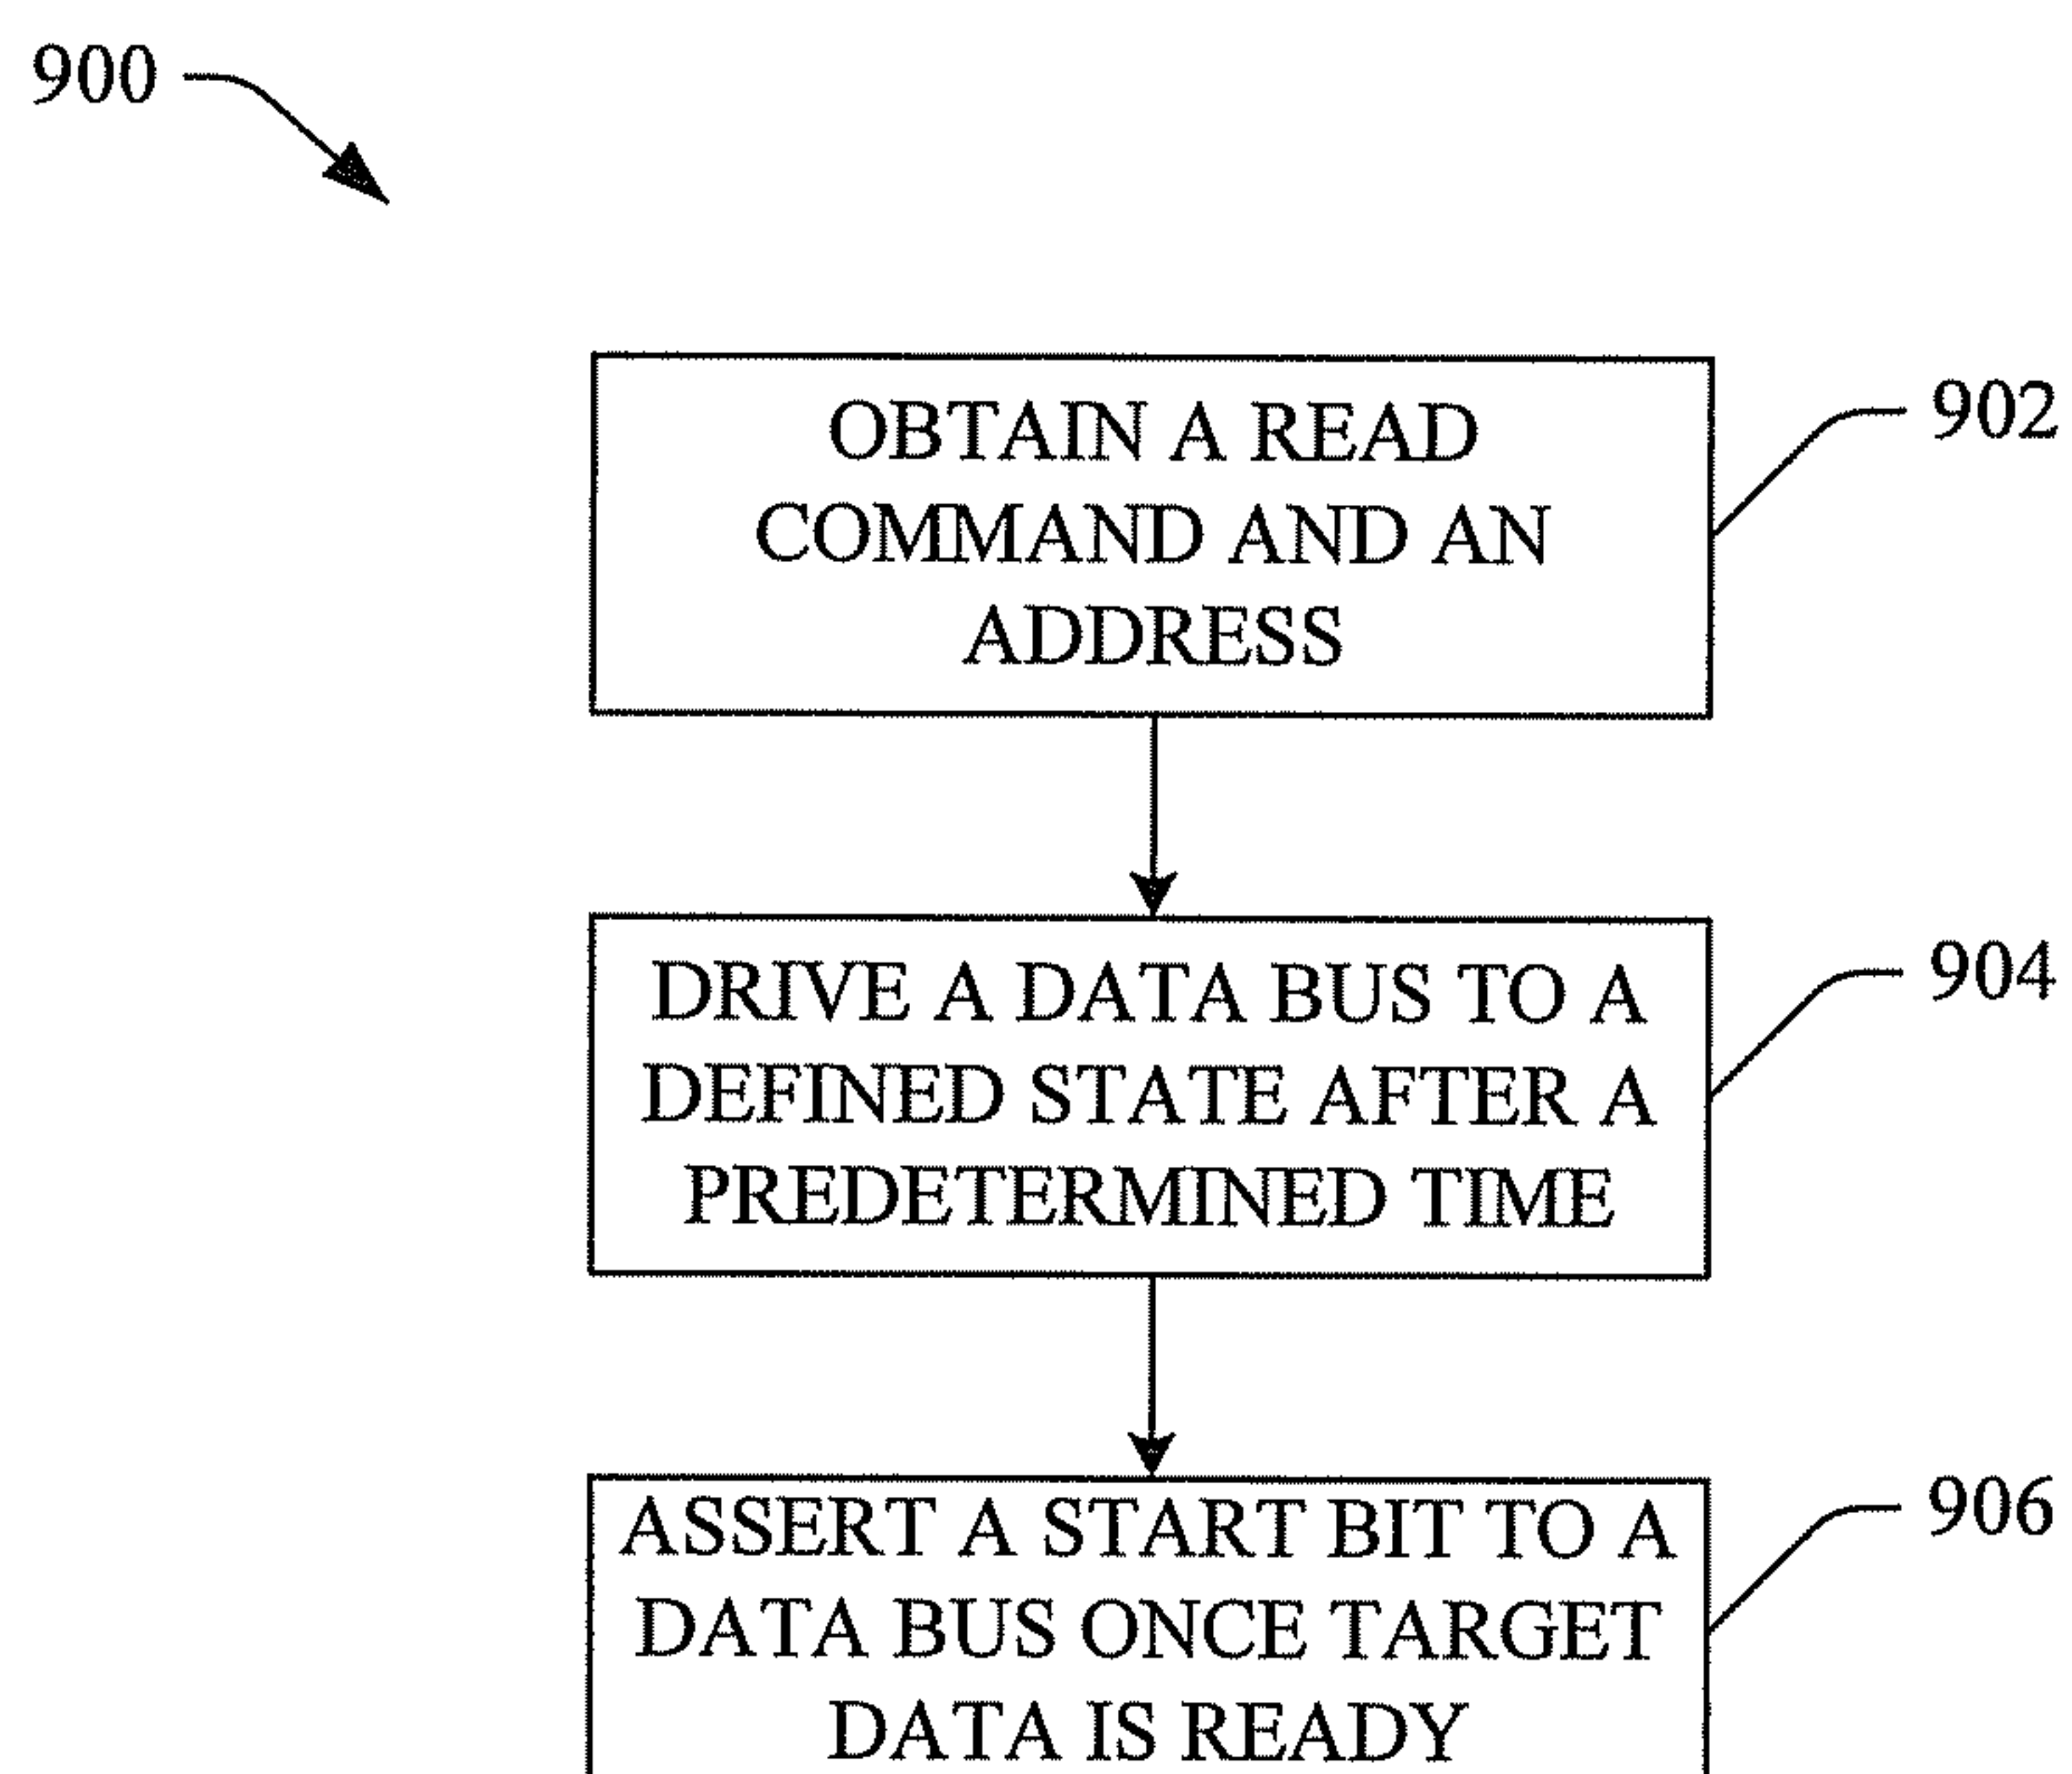 900
OBTAIN A READ
COMMAND AND AN
ADDRESS
902
DRIVE A DATA BUS TO A
DEFINED STATE AFTER A
PREDETERMINED TIME
904
ASSERT A START BIT TO A
DATA BUS ONCE TARGET
DATA IS READY
906